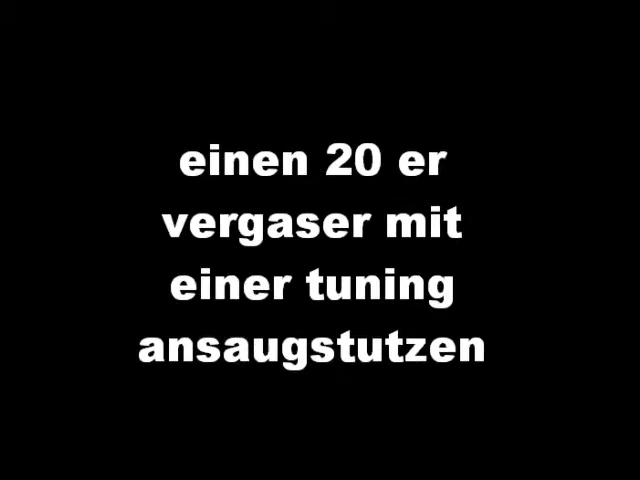 einen 20 er
vergaser mit
einer tuning
ansaugstutzen